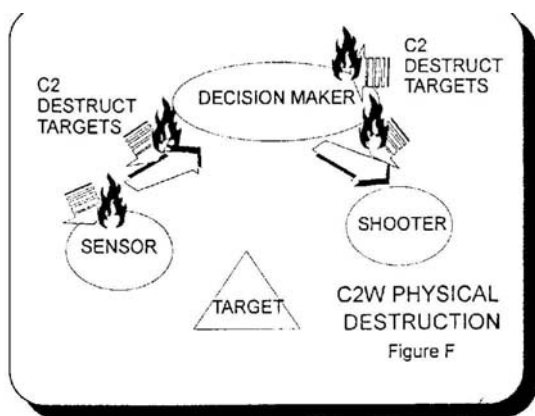 C2
DESTRUCT
TARGETS
DECISION MAKER
C2
DESTRUCT
TARGETS
SENSOR
SHOOTER
TARGET
C2W PHYSICAL
DESTRUCTION
Figure F